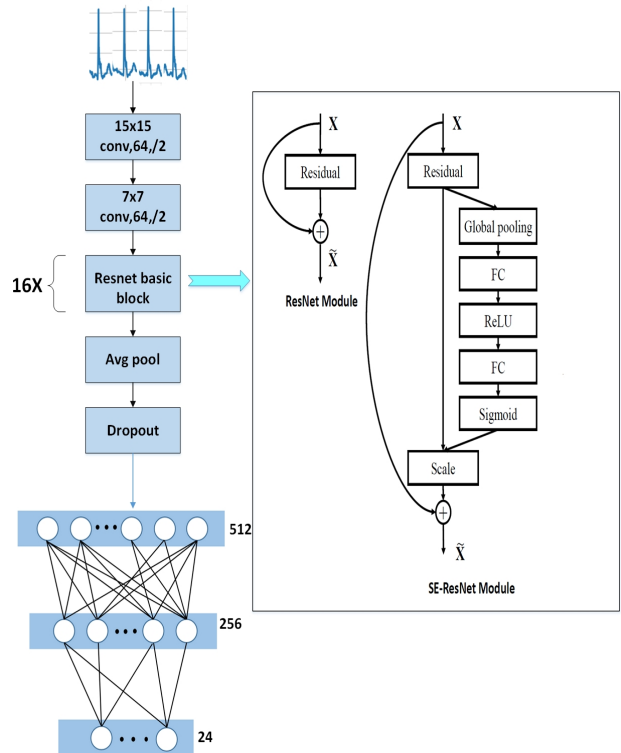 15x15
conv,64,/2
7x7
conv,64,/2
16X
Resnet basic
block
Avg pool
Dropout
512
256
24
X
Residual
+
X̃
ResNet Module
X
Residual
Global pooling
FC
ReLU
FC
Sigmoid
Scale
+
X̃
SE-ResNet Module